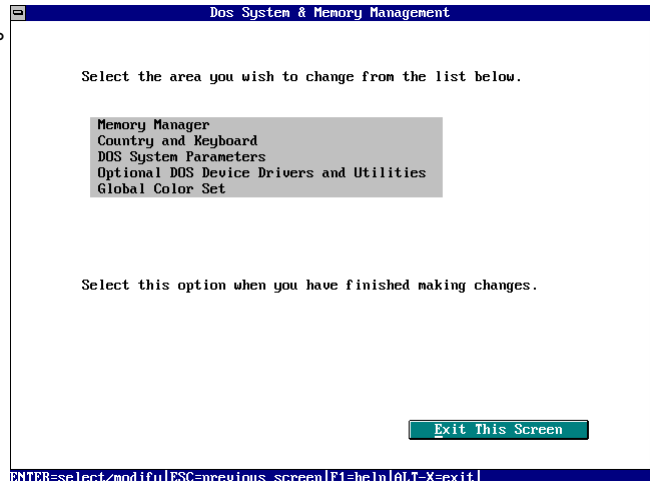 Dos System & Memory Management
Select the area you wish to change from the list below.
Memory Manager
Country and Keyboard
DOS System Parameters
Optional DOS Device Drivers and Utilities
Global Color Set
Select this option when you have finished making changes.
Exit This Screen
ENTER=select/modify|ESC=previous screen|F1=help|ALT-X=exit|